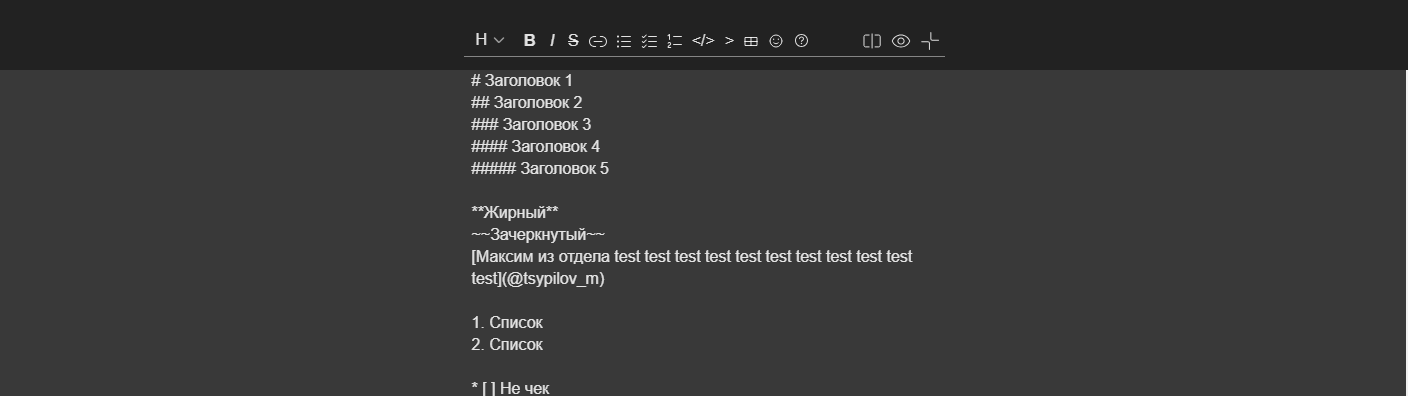 H B I S </> >
# Заголовок 1
## Заголовок 2
### Заголовок 3
#### Заголовок 4
##### Заголовок 5
**Жирный**
~~Зачеркнутый~~
[Максим из отдела test test test test test test test test test test
test](@tsypilov_m)
1. Список
2. Список
* [ ] Не чек